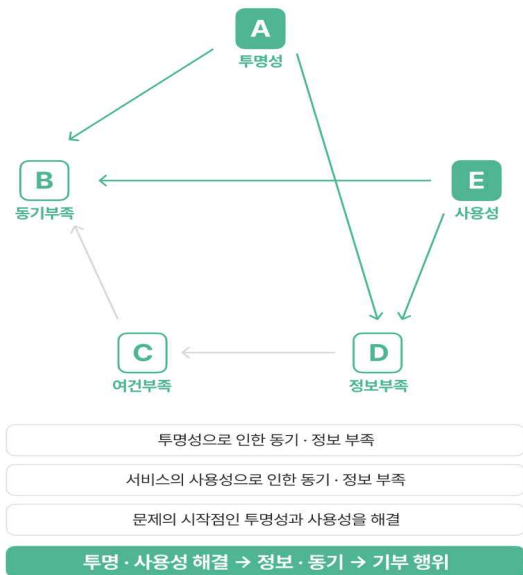 A
투명성
B
동기부족
E
사용성
C
여건부족
D
정보부족
투명성으로 인한 동기 · 정보 부족
서비스의 사용성으로 인한 동기 · 정보 부족
문제의 시작점인 투명성과 사용성을 해결
투명 · 사용성 해결 → 정보 · 동기 → 기부 행위